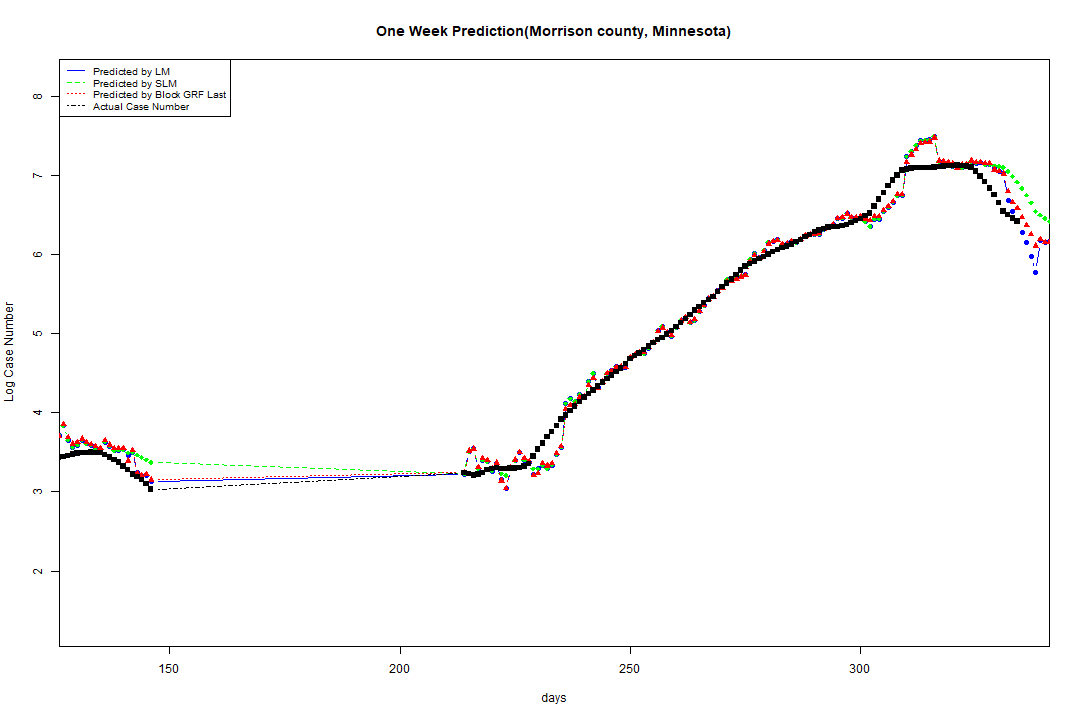 One Week Prediction(Morrison county, Minnesota)
Predicted by LM
Predicted by SLM
Predicted by Block GRF Last
Actual Case Number
8
7
6
5
4
3
2
Log Case Number
150 200 250 300
days